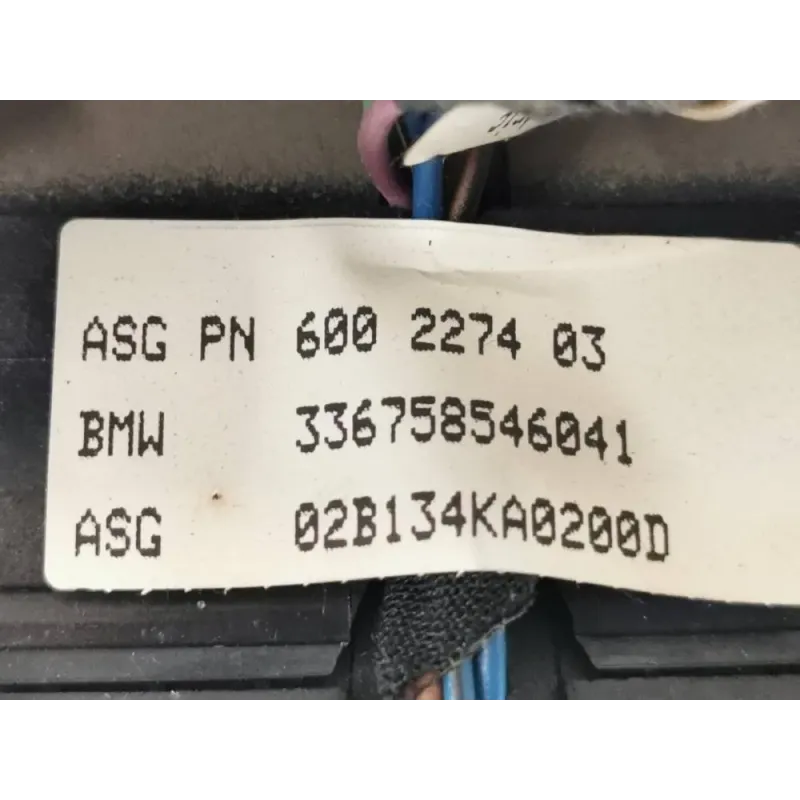 ASG PN 600 2274 03
BMW 336758546041
ASG 02B134KA0200D